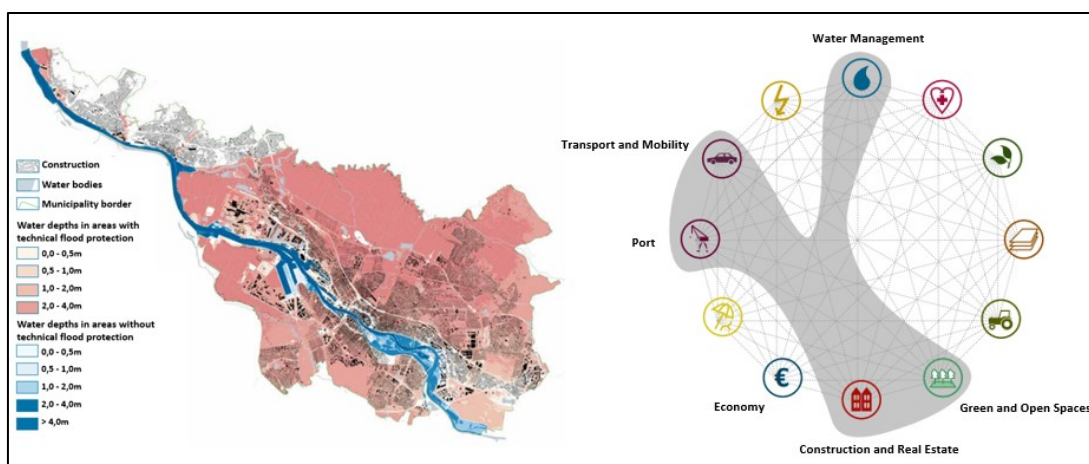 Construction
Water bodies
Municipality border
Water depths in areas with
technical flood protection
0,0 - 0,5m
0,5 - 1,0m
1,0 - 2,0m
2,0 - 4,0m
Water depths in areas without
technical flood protection
0,0 - 0,5m
0,5 - 1,0m
1,0 - 2,0m
2,0 - 4,0m
> 4,0m
Water Management
Transport and Mobility
Port
€
Economy
Green and Open Spaces
Construction and Real Estate